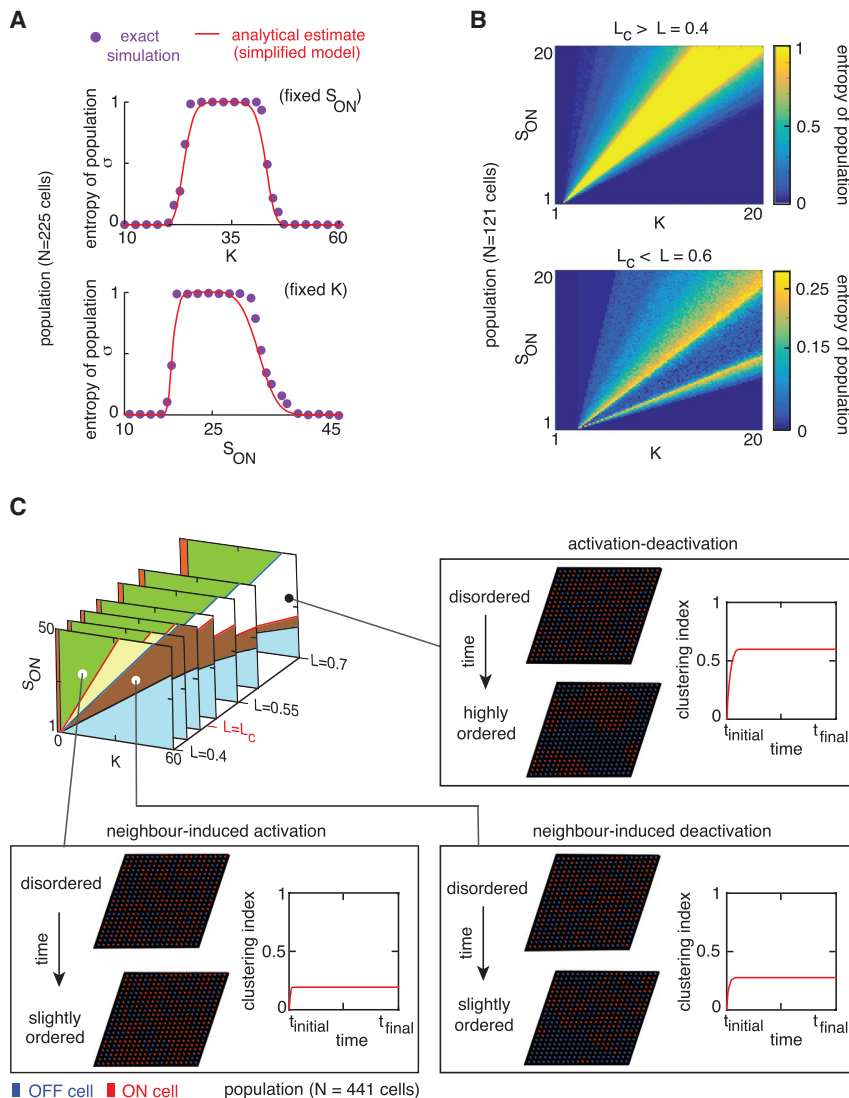 A
exact simulation
analytical estimate (simplified model)
population (N=225 cells)
entropy of population
σ
1
0
(fixed S_ON)
10 35 60
K
entropy of population
σ
1
0
(fixed K)
10 25 45
S_ON
B
population (N=121 cells)
L_c > L = 0.4
20
S_ON
1
1 20
K
1
0.5
0
entropy of population
L_c < L = 0.6
20
S_ON
1
1 20
K
0.25
0.15
0
entropy of population
C
50
S_ON
1
0
K
60
L=0.4
L=L_c
L=0.55
L=0.7
activation-deactivation
disordered
time
highly ordered
clustering index
1
0.5
0
t_initial
t_final
time
neighbour-induced activation
disordered
time
slightly ordered
clustering index
1
0.5
0
t_initial
t_final
time
neighbour-induced deactivation
disordered
time
slightly ordered
clustering index
1
0.5
0
t_initial
t_final
time
OFF cell
ON cell
population (N = 441 cells)